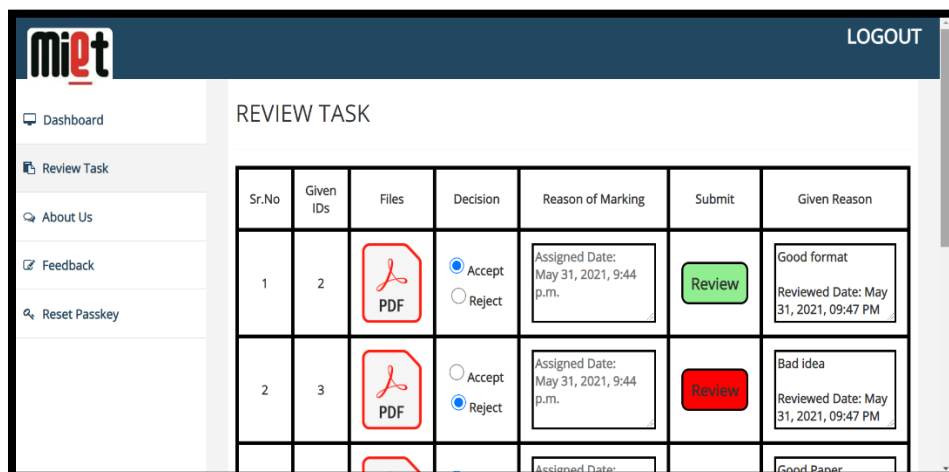 miet
LOGOUT
Dashboard
Review Task
About Us
Feedback
Reset Passkey
REVIEW TASK
Sr.No
Given
IDs
Files
Decision
Reason of Marking
Submit
Given Reason
1
2
PDF
Accept
Reject
Assigned Date:
May 31, 2021, 9:44
p.m.
Review
Good format
Reviewed Date: May
31, 2021, 09:47 PM
2
3
PDF
Accept
Reject
Assigned Date:
May 31, 2021, 9:44
p.m.
Review
Bad idea
Reviewed Date: May
31, 2021, 09:47 PM
Assigned Date:
Good Paper